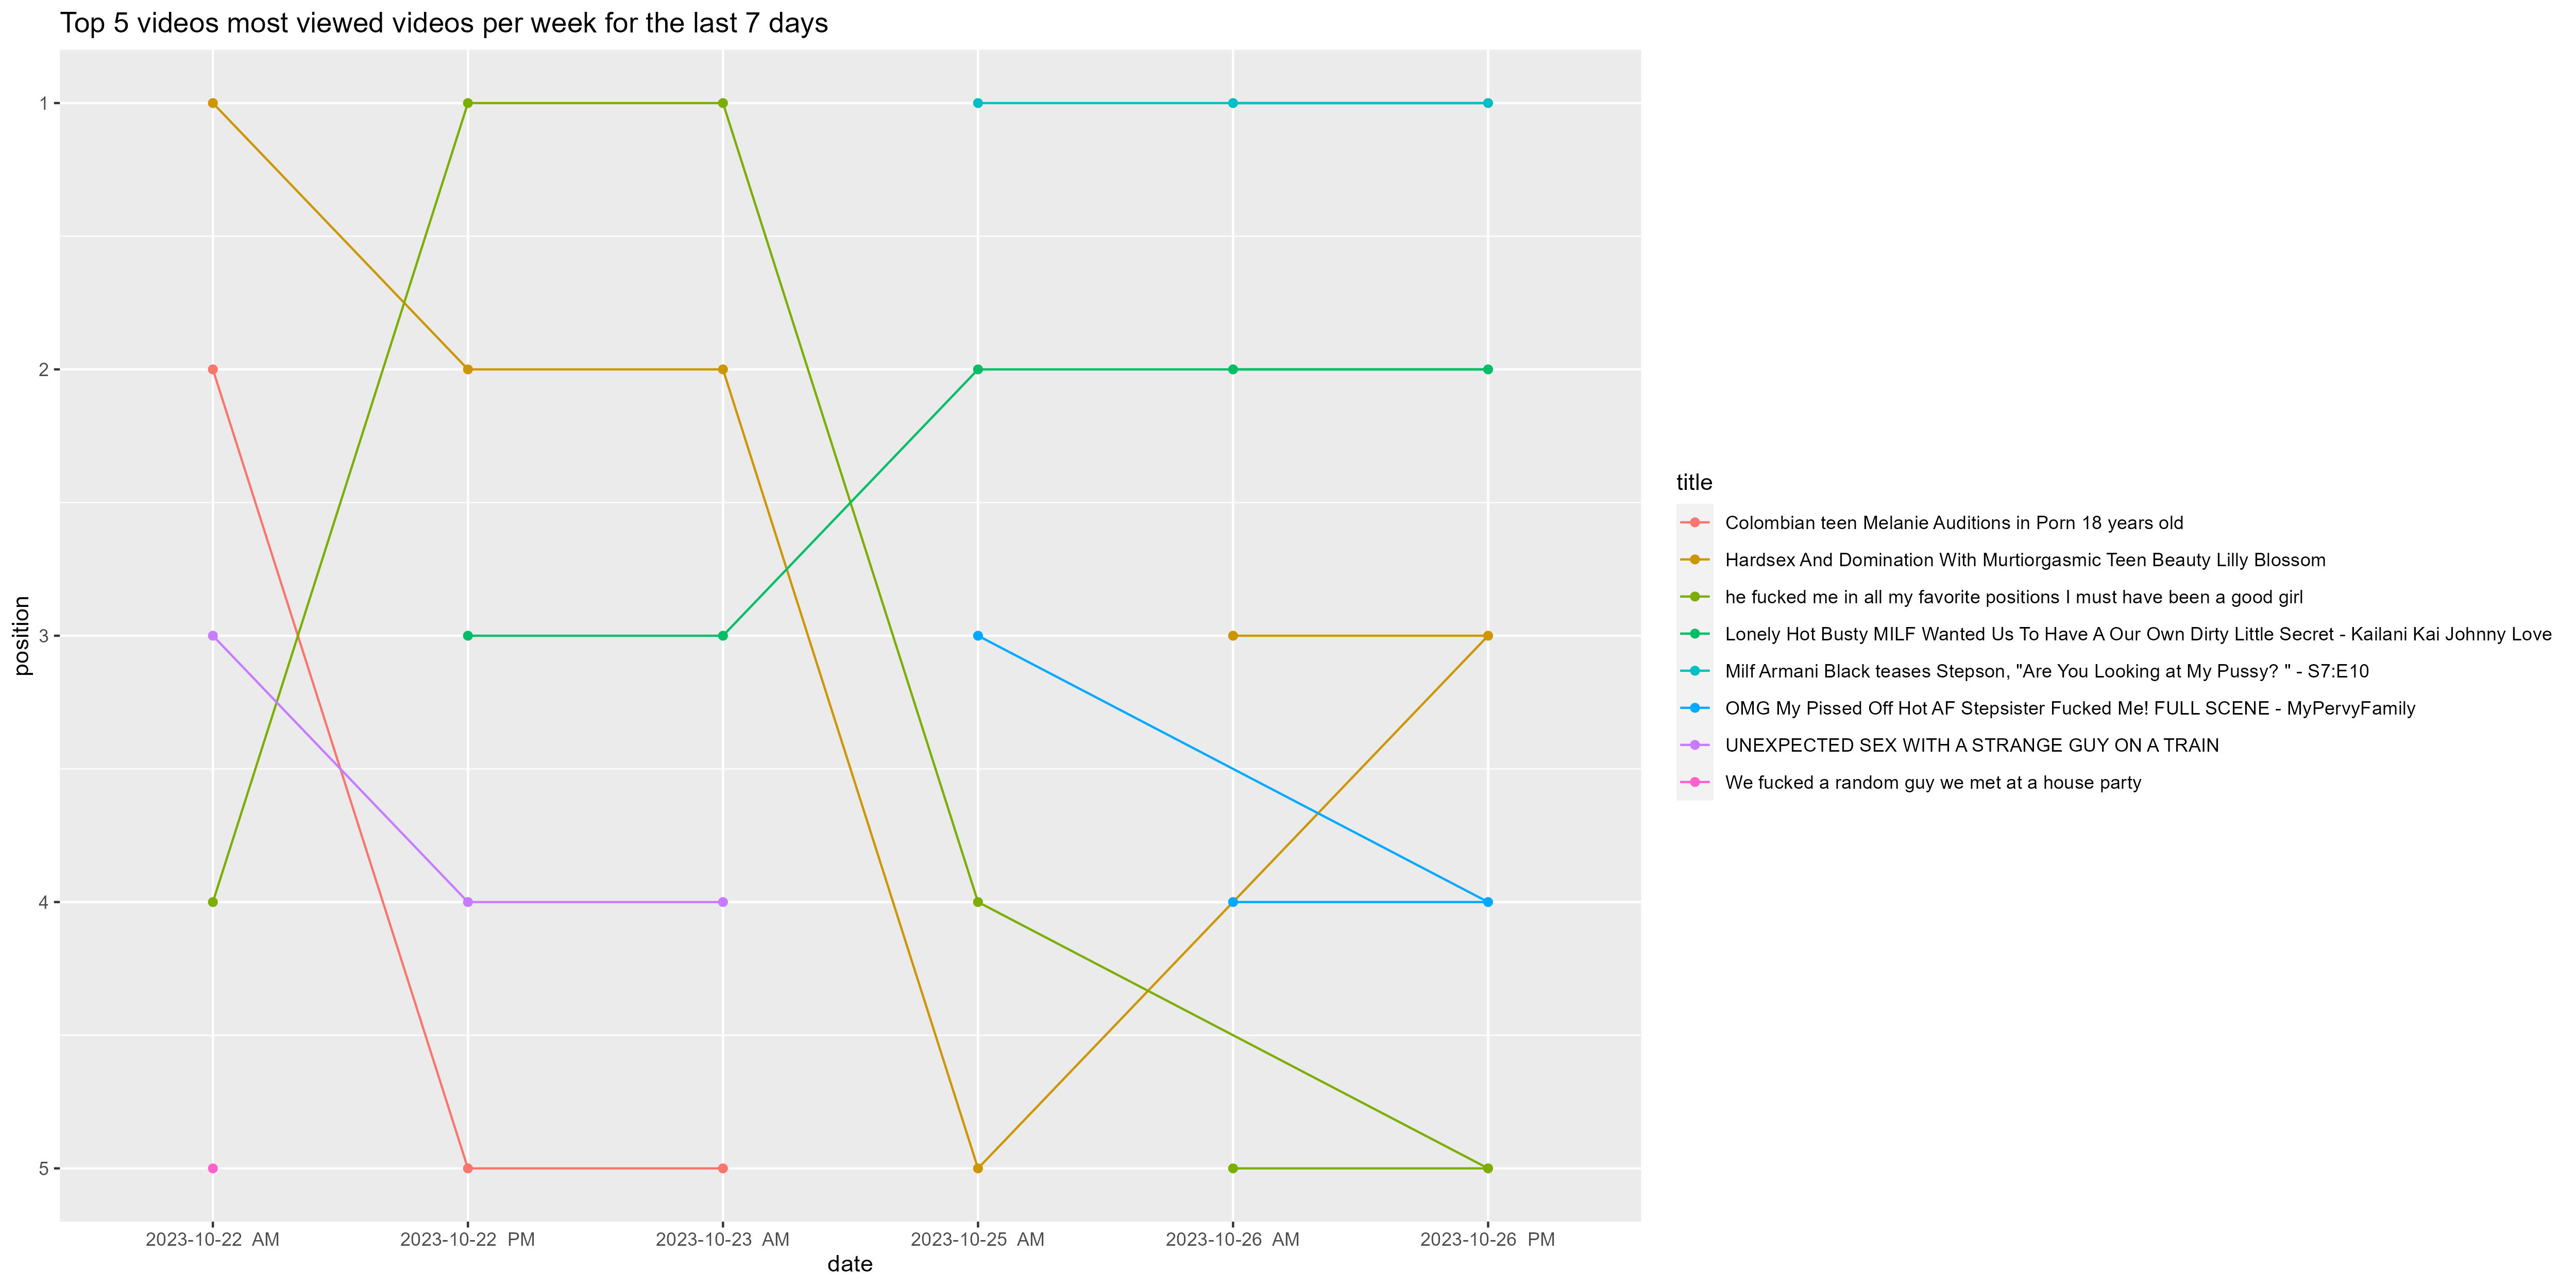 Top 5 videos most viewed videos per week for the last 7 days
position
1
2
3
4
5
2023-10-22 AM
2023-10-22 PM
2023-10-23 AM
2023-10-25 AM
2023-10-26 AM
2023-10-26 PM
date
title
Colombian teen Melanie Auditions in Porn 18 years old
Hardsex And Domination With Murtiorgasmic Teen Beauty Lilly Blossom
he fucked me in all my favorite positions I must have been a good girl
Lonely Hot Busty MILF Wanted Us To Have A Our Own Dirty Little Secret - Kailani Kai Johnny Love
Milf Armani Black teases Stepson, "Are You Looking at My Pussy? " - S7:E10
OMG My Pissed Off Hot AF Stepsister Fucked Me! FULL SCENE - MyPervyFamily
UNEXPECTED SEX WITH A STRANGE GUY ON A TRAIN
We fucked a random guy we met at a house party